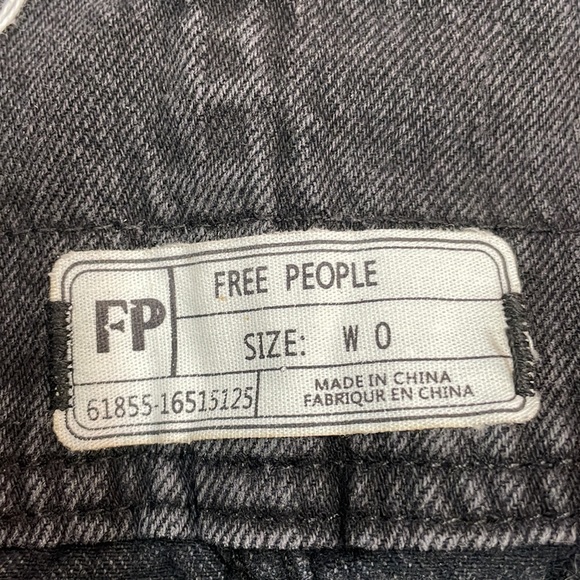 FP
FREE PEOPLE
SIZE: W 0
61855-16515125
MADE IN CHINA
FABRIQUR EN CHINA